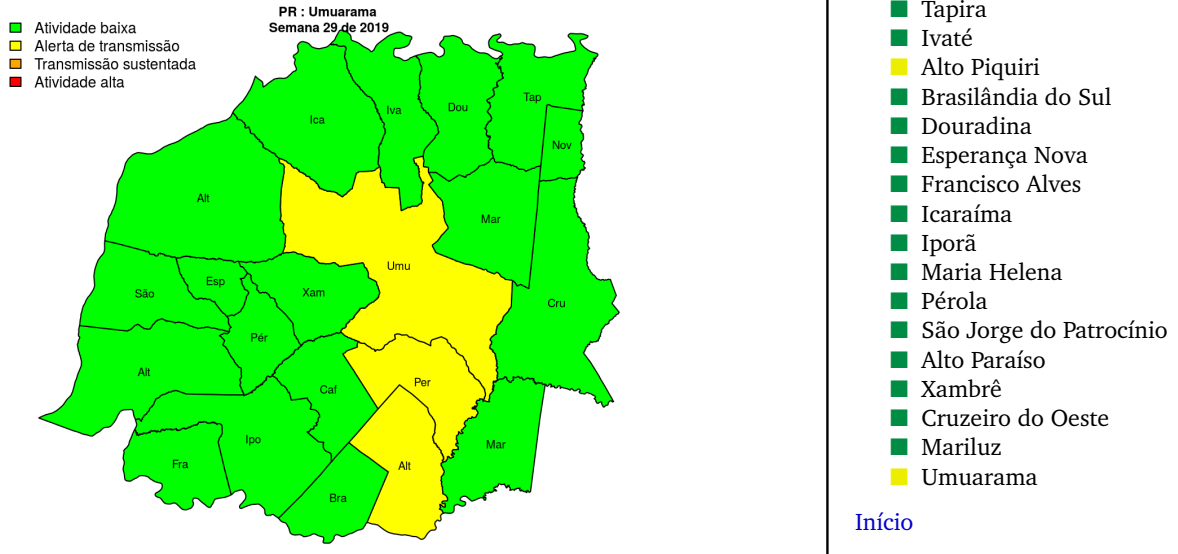 PR : Umuarama
Semana 29 de 2019
Atividade baixa
Alerta de transmissão
Transmissão sustentada
Atividade alta
Ica
Iva
Dou
Tap
Nov
Alt
Mar
Umu
Esp
São
Xam
Cru
Pér
Alt
Caf
Per
Ipo
Mar
Fra
Alt
Bra
Tapira
Ivaté
Alto Piquiri
Brasilândia do Sul
Douradina
Esperança Nova
Francisco Alves
Icaraíma
Iporã
Maria Helena
Pérola
São Jorge do Patrocínio
Alto Paraíso
Xambrê
Cruzeiro do Oeste
Mariluz
Umuarama
Início